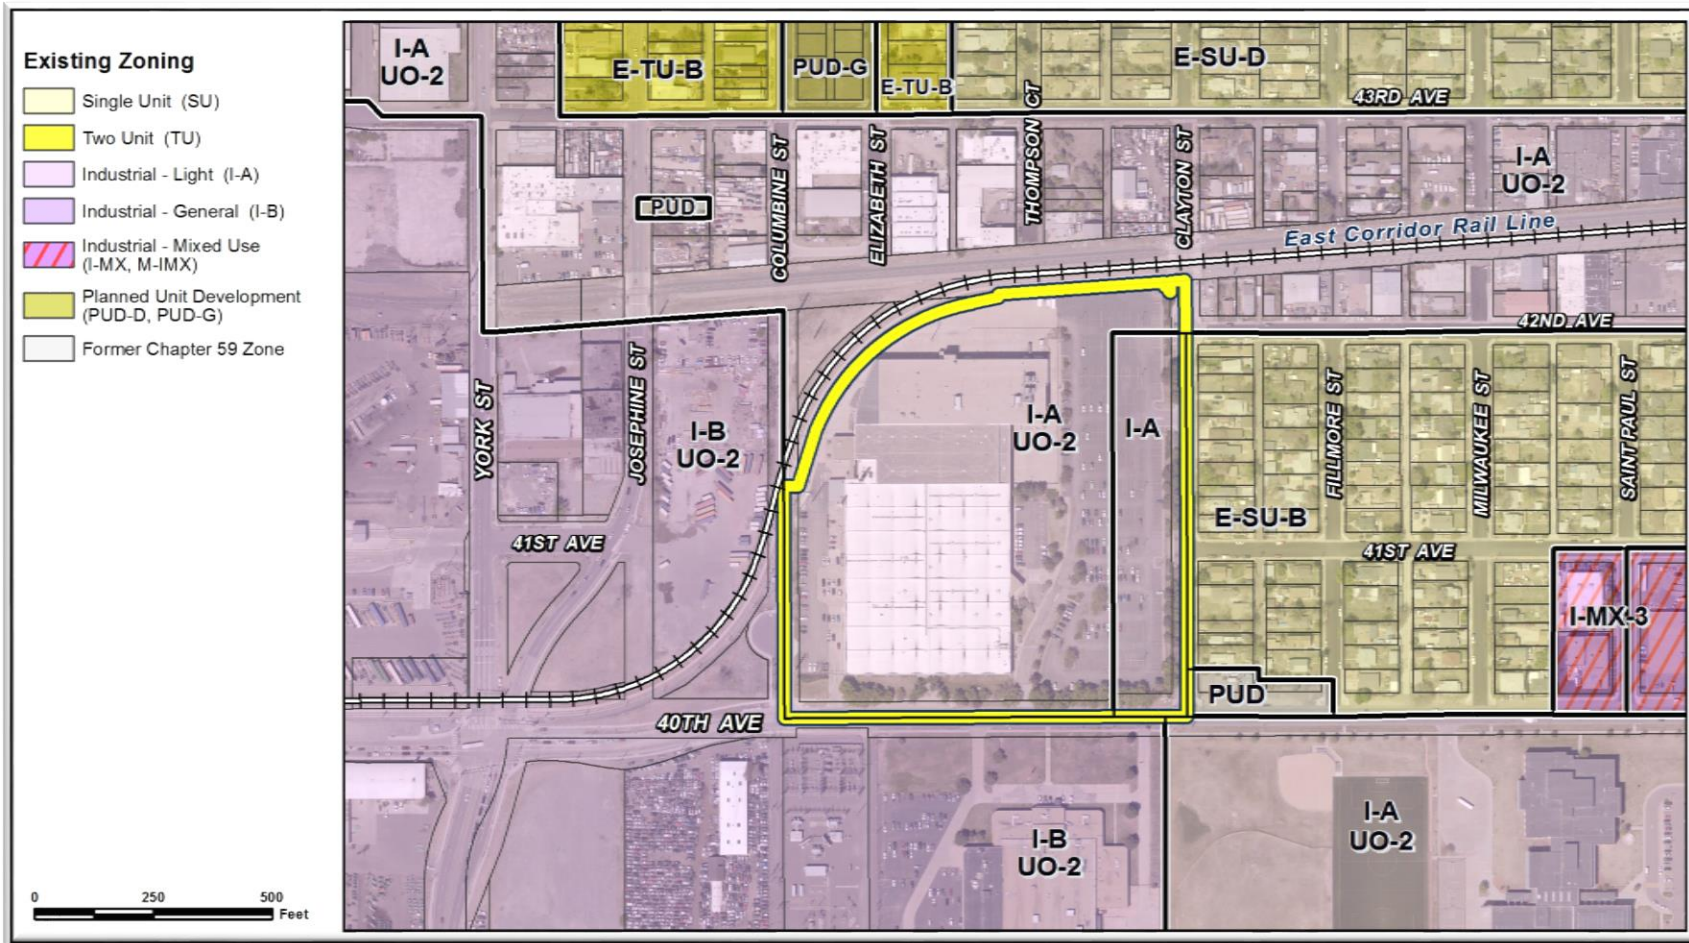 Existing Zoning
Single Unit (SU)
Two Unit (TU)
Industrial - Light (I-A)
Industrial - General (I-B)
Industrial - Mixed Use
(I-MX, M-IMX)
Planned Unit Development
(PUD-D, PUD-G)
Former Chapter 59 Zone
0 250 500
Feet
I-A
UO-2
E-TU-B
PUD-G
E-TU-B
E-SU-D
43RD AVE
THOMPSON CT
COLUMBINE ST
ELIZABETH ST
CLAYTON ST
I-A
UO-2
PUD
East Corridor Rail Line
42ND AVE
YORK ST
JOSEPHINE ST
I-B
UO-2
I-A
UO-2
I-A
FILLMORE ST
MILWAUKE ST
SAINT PAUL ST
E-SU-B
41ST AVE
41ST AVE
I-MX-3
PUD
40TH AVE
I-B
UO-2
I-A
UO-2